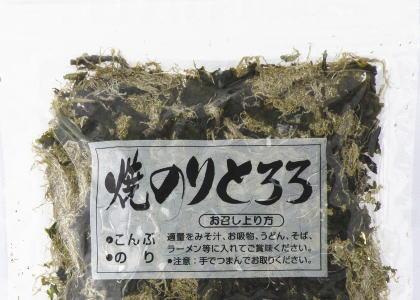 焼のりとろろ
お召し上り方
•こんぶ
•のり
適量をみそ汁、お吸物、うどん、そば、
ラーメン等に入れてご賞味ください。
•注意：手でつまんでお取りください。